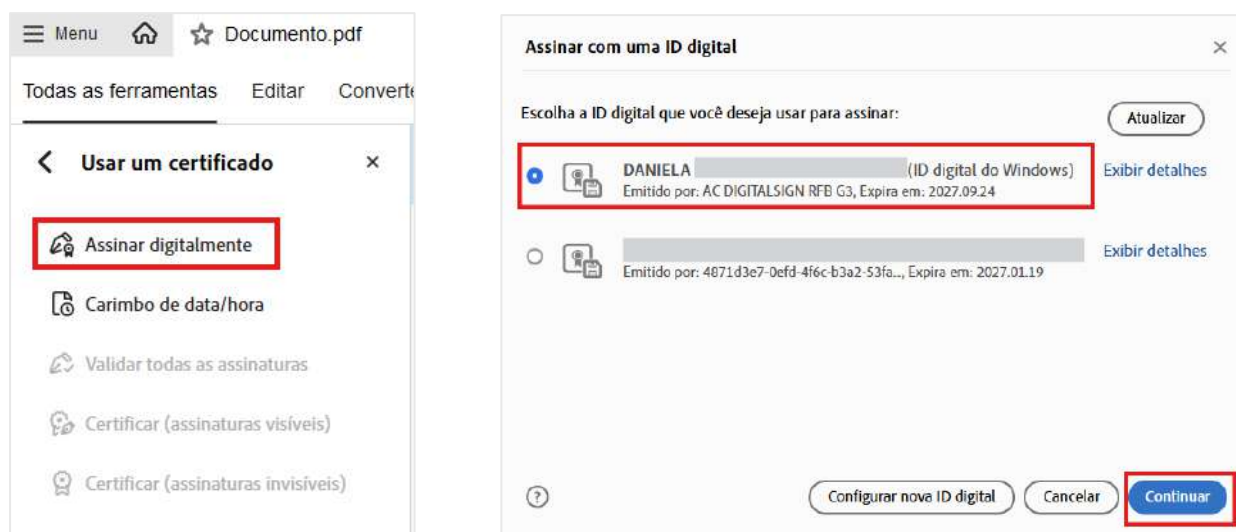 Menu
Documento.pdf
Todas as ferramentas Editar Converte
Usar um certificado
Assinar digitalmente
Carimbo de data/hora
Validar todas as assinaturas
Certificar (assinaturas visíveis)
Certificar (assinaturas invisíveis)
Assinar com uma ID digital
Escolha a ID digital que você deseja usar para assinar:
Atualizar
DANIELA (ID digital do Windows)
Exibir detalhes
Emitido por: AC DIGITALSIGN RFB G3, Expira em: 2027.09.24
Exibir detalhes
Emitido por: 4871d3e7-0efd-4f6c-b3a2-53fa..., Expira em: 2027.01.19
Configurar nova ID digital Cancelar Continuar